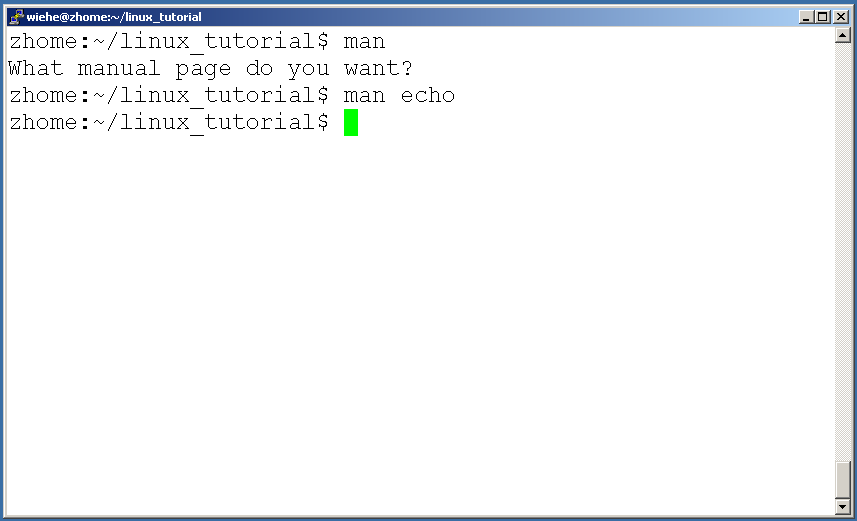 wiehe@zhome:~/linux_tutorial
zhome:~/linux_tutorial$ man
What manual page do you want?
zhome:~/linux_tutorial$ man echo
zhome:~/linux_tutorial$